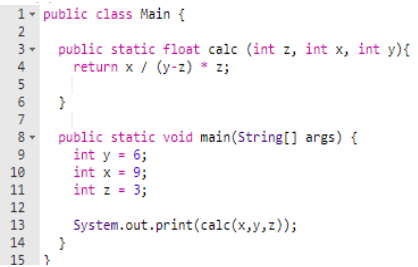 1 public class Main {
2
3 public static float calc (int z, int x, int y){
4 return x / (y-z) * z;
5
6 }
7
8 public static void main(String[] args) {
9 int y = 6;
10 int x = 9;
11 int z = 3;
12
13 System.out.print(calc(x,y,z));
14 }
15 }